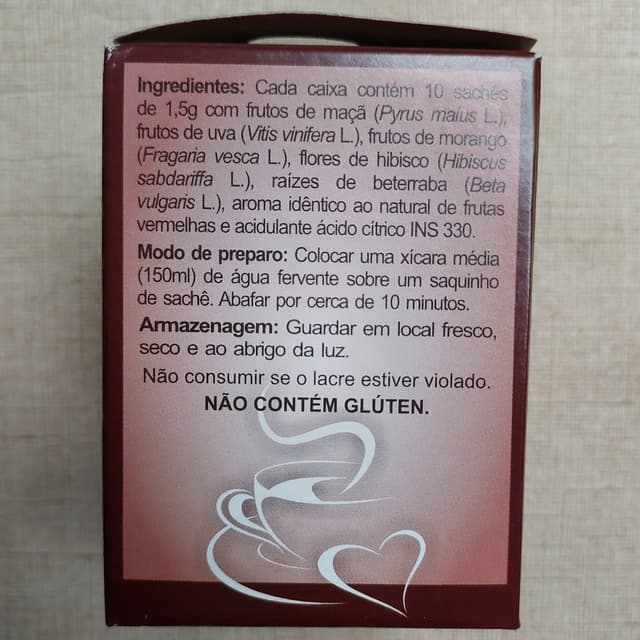 Ingredientes: Cada caixa contém 10 sachês
de 1,5g com frutos de maçã (Pyrus malus L.),
frutos de uva (Vitis vinifera L.), frutos de morango
(Fragaria vesca L.), flores de hibisco (Hibiscus
sabdariffa L.), raízes de beterraba (Beta
vulgaris L.), aroma idêntico ao natural de frutas
vermelhas e acidulante ácido cítrico INS 330.
Modo de preparo: Colocar uma xícara média
(150ml) de água fervente sobre um saquinho
de sachê. Abafar por cerca de 10 minutos.
Armazenagem: Guardar em local fresco,
seco e ao abrigo da luz.
Não consumir se o lacre estiver violado.
NÃO CONTÉM GLÚTEN.